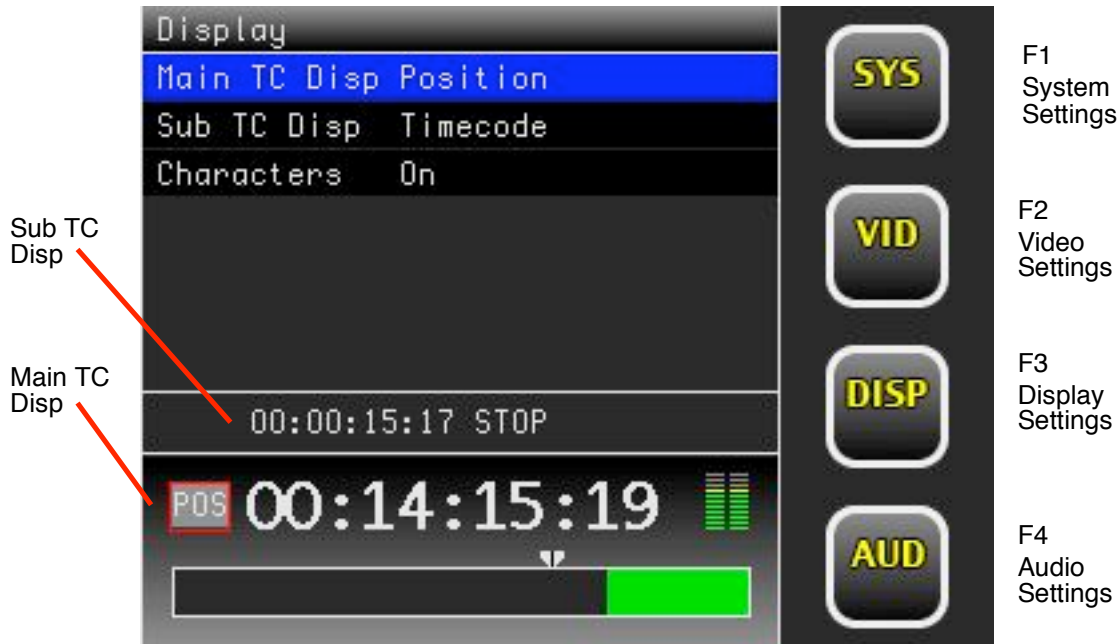 Display
Main TC Disp Position
Sub TC Disp Timecode
Characters On
Sub TC
Disp
Main TC
Disp
00:00:15:17 STOP
POS 00:14:15:19
SYS
F1
System
Settings
VID
F2
Video
Settings
DISP
F3
Display
Settings
AUD
F4
Audio
Settings